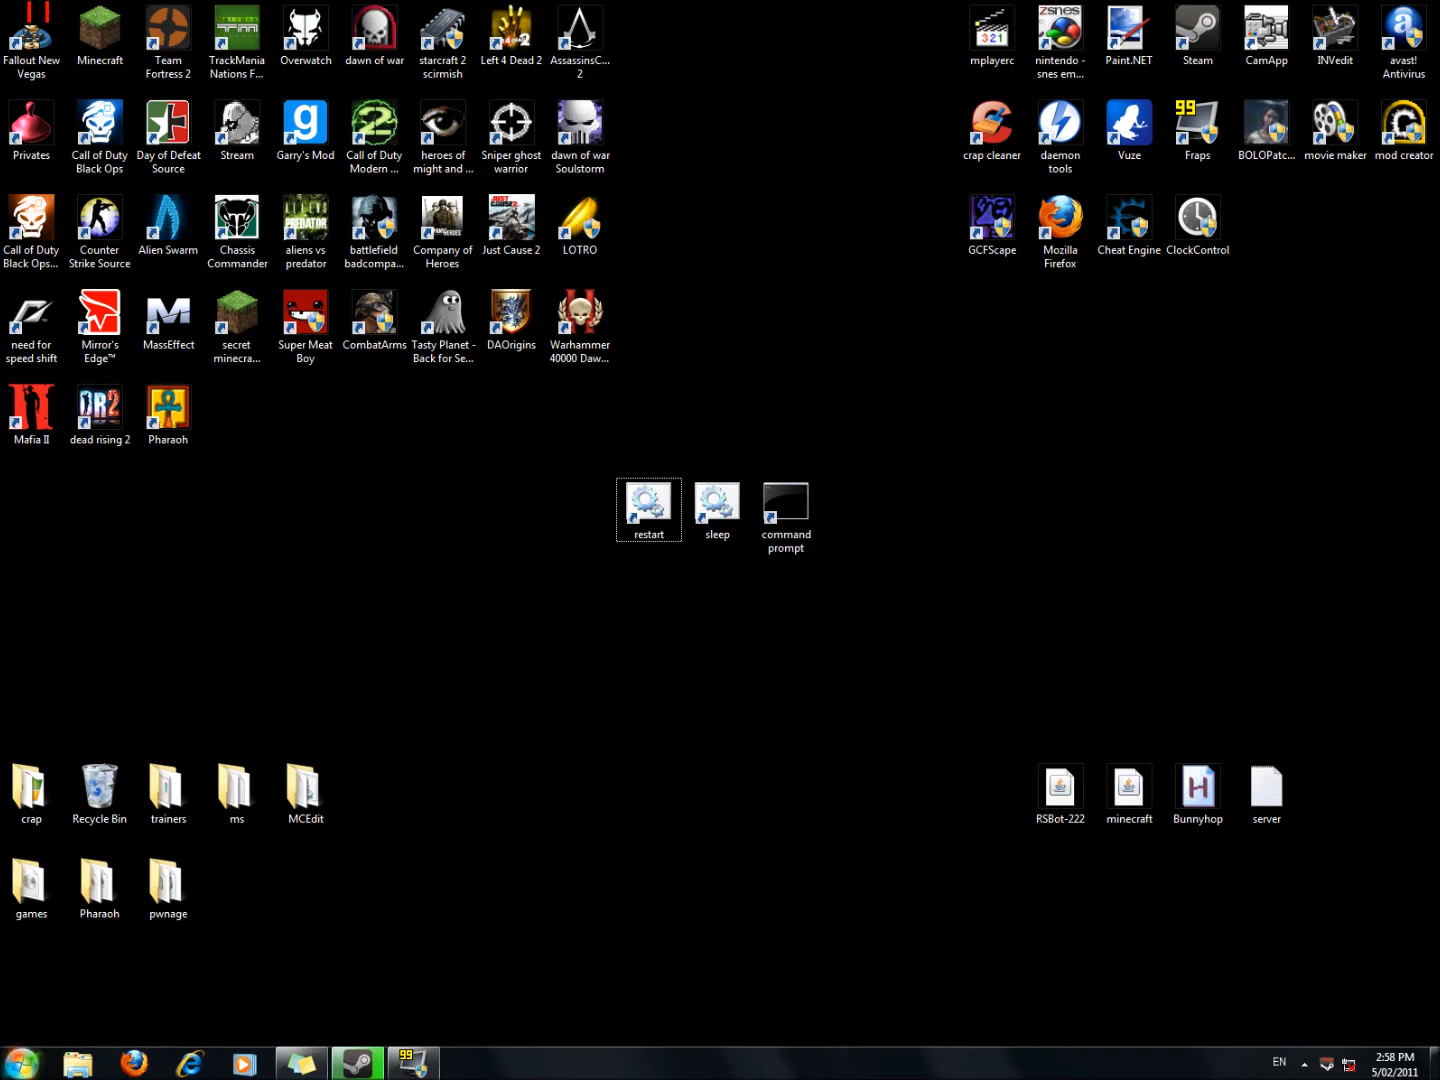 Fallout New
Vegas
Minecraft
Team
Fortress 2
TrackMania
Nations F...
Overwatch
dawn of war
starcraft 2
scirmish
Left 4 Dead 2
AssassinsC...
2
mplayerc
nintendo -
snes em...
Paint.NET
Steam
CamApp
INVedit
avast!
Antivirus
Privates
Call of Duty
Black Ops
Day of Defeat
Source
Stream
Garry's Mod
Call of Duty
Modern ...
heroes of
might and ...
Sniper ghost
warrior
dawn of war
Soulstorm
crap cleaner
daemon
tools
Vuze
99
Fraps
BOLOPatc...
movie maker
mod creator
Call of Duty
Black Ops...
Counter
Strike Source
Alien Swarm
Chassis
Commander
aliens vs
predator
battlefield
badcompa...
Company of
Heroes
Just Cause 2
LOTRO
GCFScape
Mozilla
Firefox
Cheat Engine
ClockControl
need for
speed shift
Mirror's
Edge™
MassEffect
secret
minecra...
Super Meat
Boy
CombatArms
Tasty Planet -
Back for Se...
DAOrigins
Warhammer
40000 Daw...
Mafia II
dead rising 2
Pharaoh
restart
sleep
command
prompt
crap
Recycle Bin
trainers
ms
MCEdit
RSBot-222
minecraft
Bunnyhop
server
games
Pharaoh
pwnage
99
EN
2:58 PM
5/02/2011